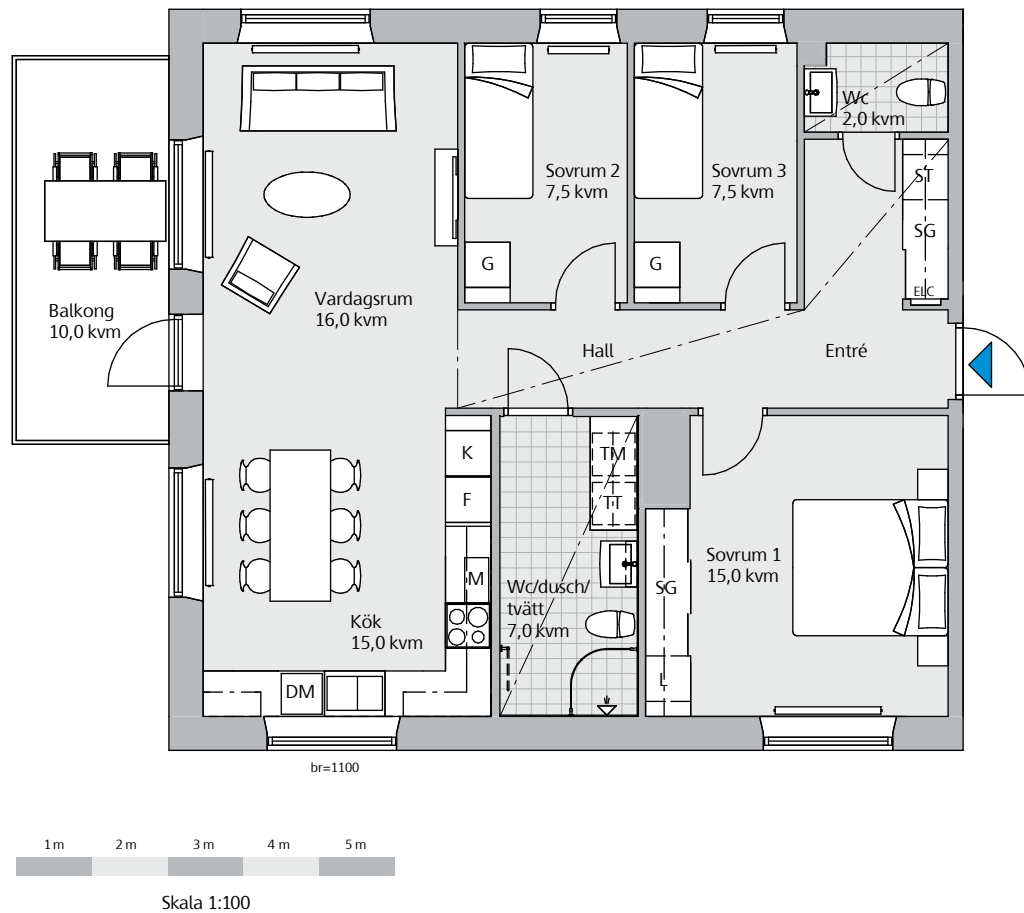 Wc
2,0 kvm
Sovrum 2
7,5 kvm
Sovrum 3
7,5 kvm
ST
SG
ELC
G
G
Balkong
10,0 kvm
Vardagsrum
16,0 kvm
Hall
Entré
K
F
M
TM
TT
Sovrum 1
15,0 kvm
SG
L
Wc/dusch/
tvätt
7,0 kvm
Kök
15,0 kvm
DM
br=1100
1 m 2 m 3 m 4 m 5 m
Skala 1:100